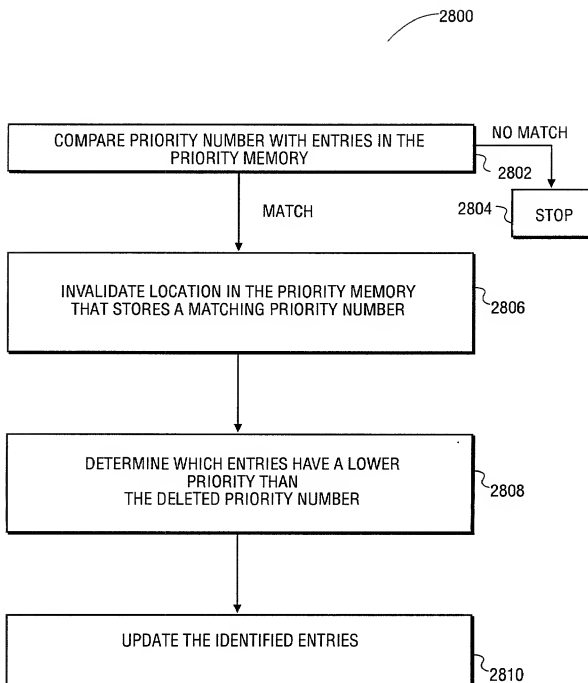 2800
COMPARE PRIORITY NUMBER WITH ENTRIES IN THE
PRIORITY MEMORY
NO MATCH
2802
2804
STOP
MATCH
INVALIDATE LOCATION IN THE PRIORITY MEMORY
THAT STORES A MATCHING PRIORITY NUMBER
2806
DETERMINE WHICH ENTRIES HAVE A LOWER
PRIORITY THAN
THE DELETED PRIORITY NUMBER
2808
UPDATE THE IDENTIFIED ENTRIES
2810